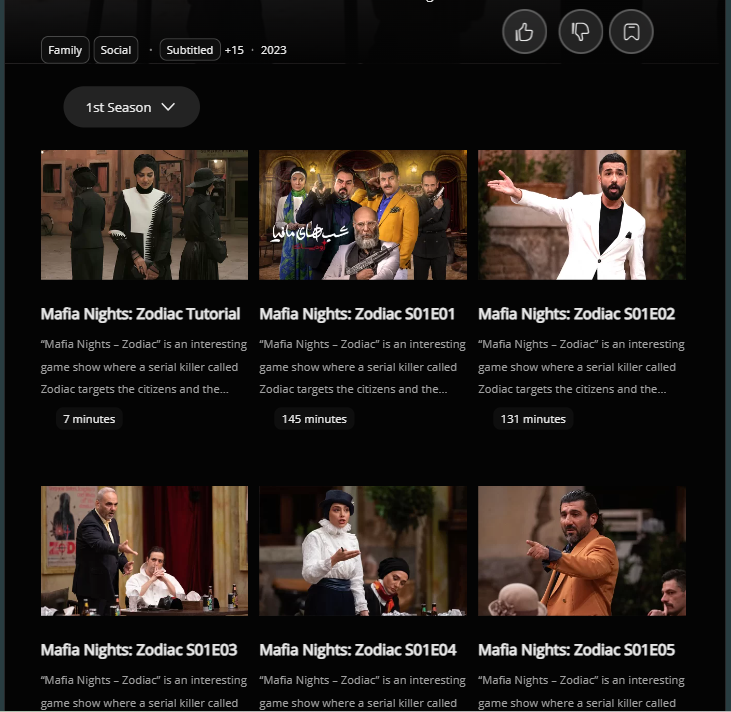 Family
Social
·
Subtitled
+15 · 2023
1st Season
شب‌های مافیا
Mafia Nights: Zodiac Tutorial
“Mafia Nights – Zodiac” is an interesting
game show where a serial killer called
Zodiac targets the citizens and the...
7 minutes
Mafia Nights: Zodiac S01E01
“Mafia Nights – Zodiac” is an interesting
game show where a serial killer called
Zodiac targets the citizens and the...
145 minutes
Mafia Nights: Zodiac S01E02
“Mafia Nights – Zodiac” is an interesting
game show where a serial killer called
Zodiac targets the citizens and the...
131 minutes
Mafia Nights: Zodiac S01E03
“Mafia Nights – Zodiac” is an interesting
game show where a serial killer called
Mafia Nights: Zodiac S01E04
“Mafia Nights – Zodiac” is an interesting
game show where a serial killer called
Mafia Nights: Zodiac S01E05
“Mafia Nights – Zodiac” is an interesting
game show where a serial killer called